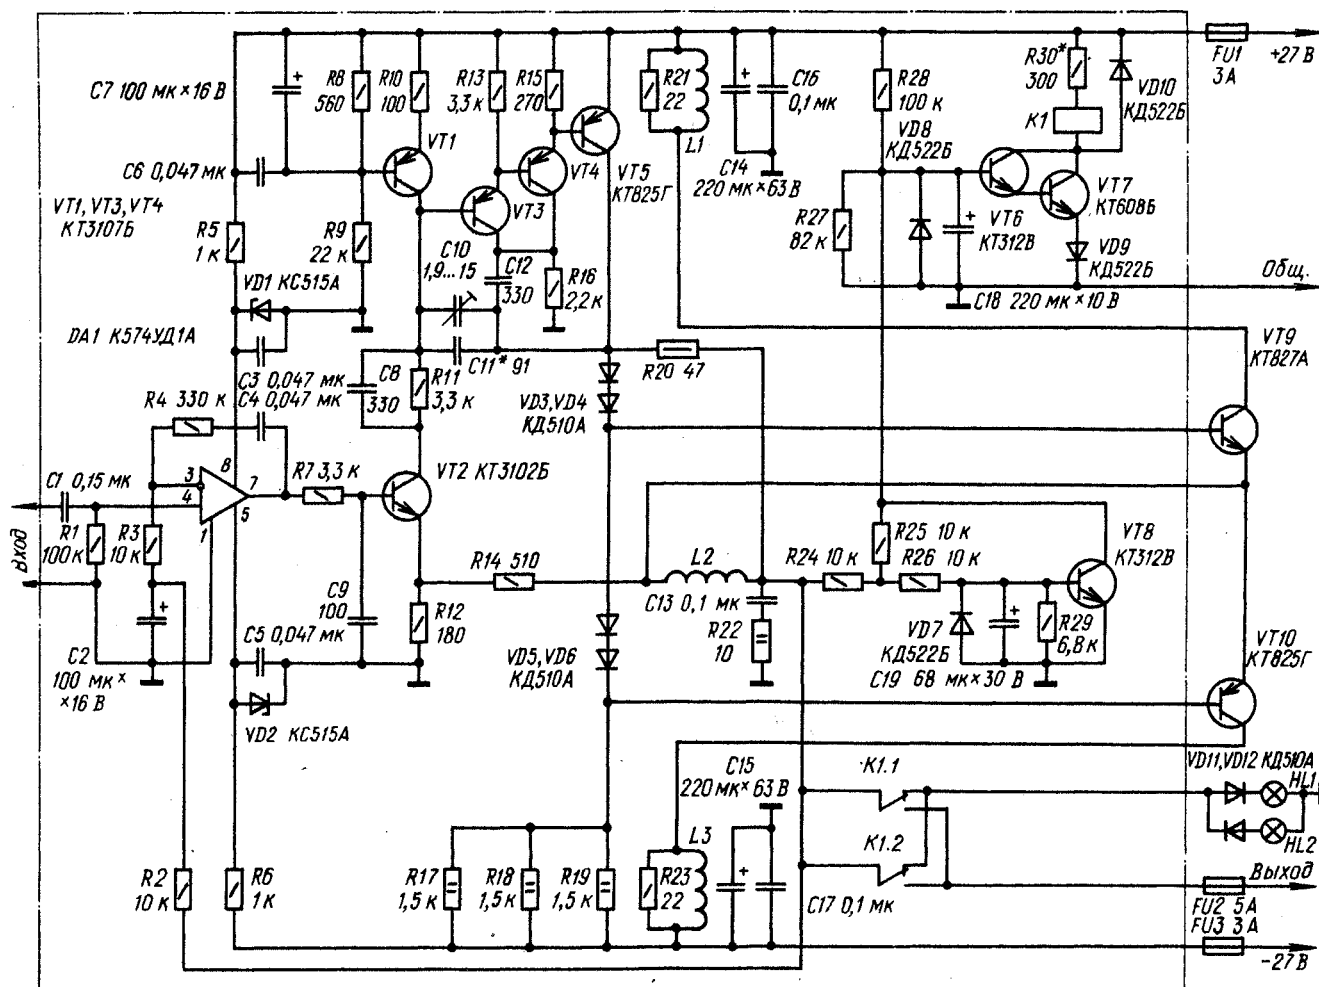 FU1
3 А
+27 В
C7 100 мк × 16 В
R8
560
R10
100
R13
3,3 к
R15
270
R21
22
L1
C16
0,1 мк
C14
220 мк × 63 В
R28
100 к
VD8
КД522Б
R30*
300
K1
VD10
КД522Б
C6 0,047 мк
VT1
VT3
VT4
VT5
КТ825Г
VT1, VT3, VT4
КТ3107Б
R5
1 к
R9
22 к
C10
1,9...15
C12
330
R16
2,2 к
R27
82 к
VT6
КТ312В
VT7
КТ608Б
VD9
КД522Б
Общ.
C18 220 мк × 10 В
VD1 КС515А
DA1 К574УД1А
C3 0,047 мк
C4 0,047 мк
R4 330 к
C8
330
R11
3,3 к
C11* 91
R20 47
VD3, VD4
КД510А
VT9
КТ827А
C1 0,15 мк
3
4
8
7
5
1
R7 3,3 к
VT2 КТ3102Б
Вход
R1
100 к
R3
10 к
R14 510
L2
R24 10 к
R25 10 к
R26 10 к
VT8
КТ312В
C9
100
C5 0,047 мк
R12
180
C13 0,1 мк
R22
10
VD7
КД522Б
R29
6,8 к
C19 68 мк × 30 В
C2
100 мк ×
× 16 В
VD5, VD6
КД510А
VT10
КТ825Г
VD2 КС515А
C15
220 мк × 63 В
K1.1
K1.2
VD11, VD12 КД510А
HL1
HL2
R2
10 к
R6
1 к
R17
1,5 к
R18
1,5 к
R19
1,5 к
L3
R23
22
C17 0,1 мк
Выход
FU2 5 А
FU3 3 А
-27 В